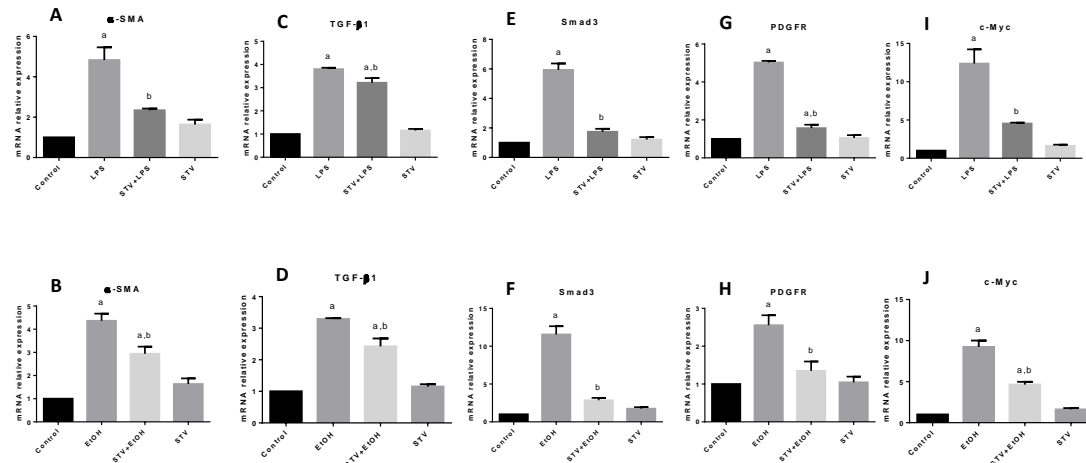 A
α-SMA
mRNA relative expression
6
4
2
0
a
b
Control
LPS
STV+LPS
STV
C
TGF-β1
mRNA relative expression
5
4
3
2
1
0
a
a,b
Control
LPS
STV+LPS
STV
E
Smad3
mRNA relative expression
8
6
4
2
0
a
b
Control
LPS
STV+LPS
STV
G
PDGFR
mRNA relative expression
6
4
2
0
a
a,b
Control
LPS
STV+LPS
STV
I
c-Myc
mRNA relative expression
15
10
5
0
a
b
Control
LPS
STV+LPS
STV
B
α-SMA
mRNA relative expression
5
4
3
2
1
0
a
a,b
Control
EtOH
STV+EtOH
STV
D
TGF-β1
mRNA relative expression
4
3
2
1
0
a
a,b
Control
EtOH
STV+EtOH
STV
F
Smad3
mRNA relative expression
15
10
5
0
a
b
Control
EtOH
STV+EtOH
STV
H
PDGFR
mRNA relative expression
3
2
1
0
a
b
Control
EtOH
STV+EtOH
STV
J
c-Myc
mRNA relative expression
15
10
5
0
a
a,b
Control
EtOH
STV+EtOH
STV